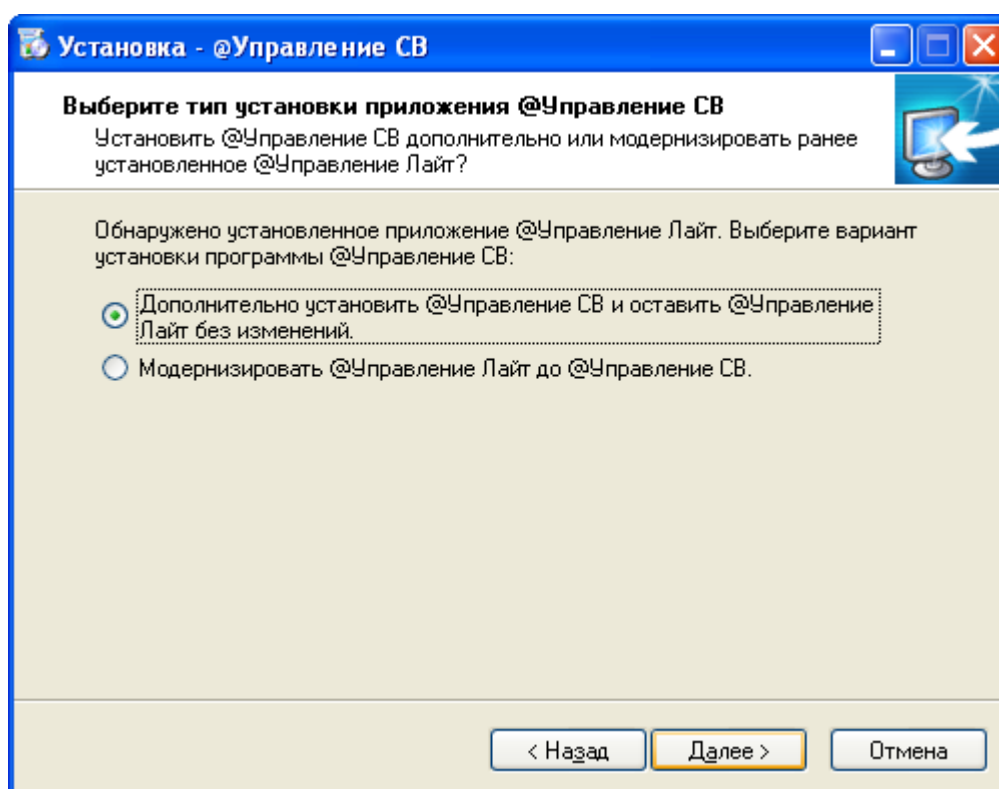 Установка - @Управление СВ
Выберите тип установки приложения @Управление СВ
Установить @Управление СВ дополнительно или модернизировать ранее
установленное @Управление Лайт?
Обнаружено установленное приложение @Управление Лайт. Выберите вариант
установки программы @Управление СВ:
Дополнительно установить @Управление СВ и оставить @Управление
Лайт без изменений.
Модернизировать @Управление Лайт до @Управление СВ.
< Назад Далее > Отмена